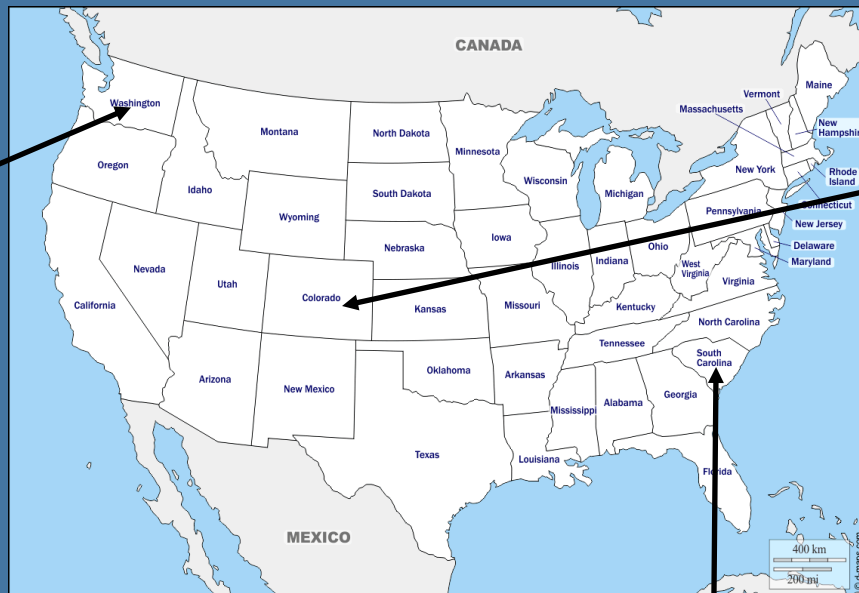 CANADA
Washington
Montana
North Dakota
Minnesota
Vermont
Maine
Massachusetts
New
Hampshir
Oregon
Idaho
Wyoming
South Dakota
Wisconsin
Michigan
New York
Rhode
Island
Connecticut
Pennsylvania
New Jersey
Nebraska
Iowa
Illinois
Indiana
Ohio
Delaware
Maryland
West
Virginia
Virginia
Nevada
Utah
Colorado
Kansas
Missouri
Kentucky
California
North Carolina
Tennessee
South
Carolina
Arizona
New Mexico
Oklahoma
Arkansas
Mississippi
Alabama
Georgia
Texas
Louisiana
Florida
MEXICO
400 km
200 mi
© d-maps.com